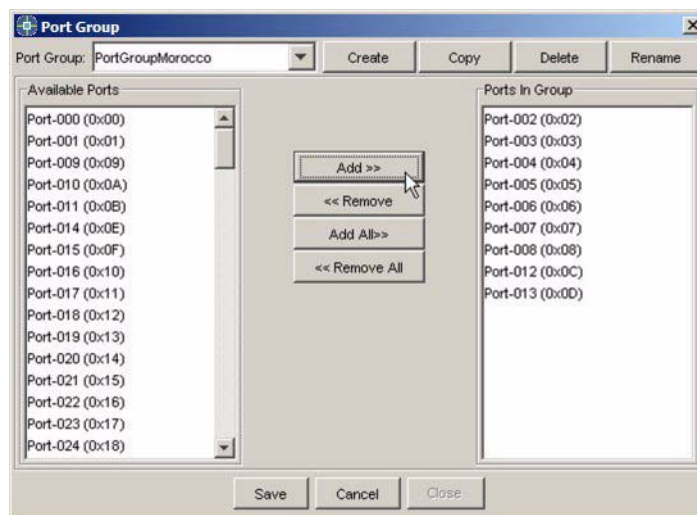 Port Group
Port Group: PortGroupMorocco Create Copy Delete Rename
Available Ports
Port-000 (0x00)
Port-001 (0x01)
Port-009 (0x09)
Port-010 (0x0A)
Port-011 (0x0B)
Port-014 (0x0E)
Port-015 (0x0F)
Port-016 (0x10)
Port-017 (0x11)
Port-018 (0x12)
Port-019 (0x13)
Port-020 (0x14)
Port-021 (0x15)
Port-022 (0x16)
Port-023 (0x17)
Port-024 (0x18)
Add >>
<< Remove
Add All>>
<< Remove All
Ports In Group
Port-002 (0x02)
Port-003 (0x03)
Port-004 (0x04)
Port-005 (0x05)
Port-006 (0x06)
Port-007 (0x07)
Port-008 (0x08)
Port-012 (0x0C)
Port-013 (0x0D)
Save Cancel Close